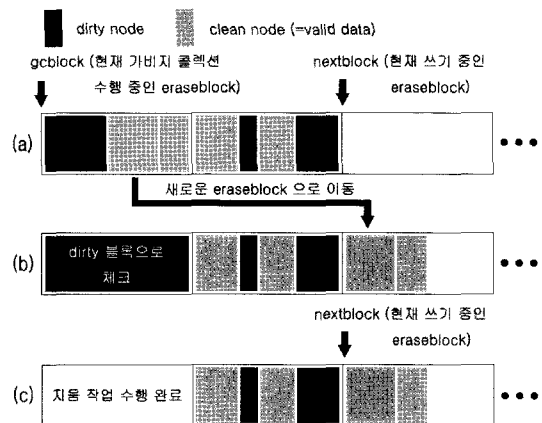 dirty node
clean node (=valid data)
gcblock (현재 가비지 콜렉션
수행 중인 eraseblock)
nextblock (현재 쓰기 중인
eraseblock)
(a)
새로운 eraseblock 으로 이동
(b)
dirty 블록으로
체크
nextblock (현재 쓰기 중인
eraseblock)
(c)
지움 작업 수행 완료